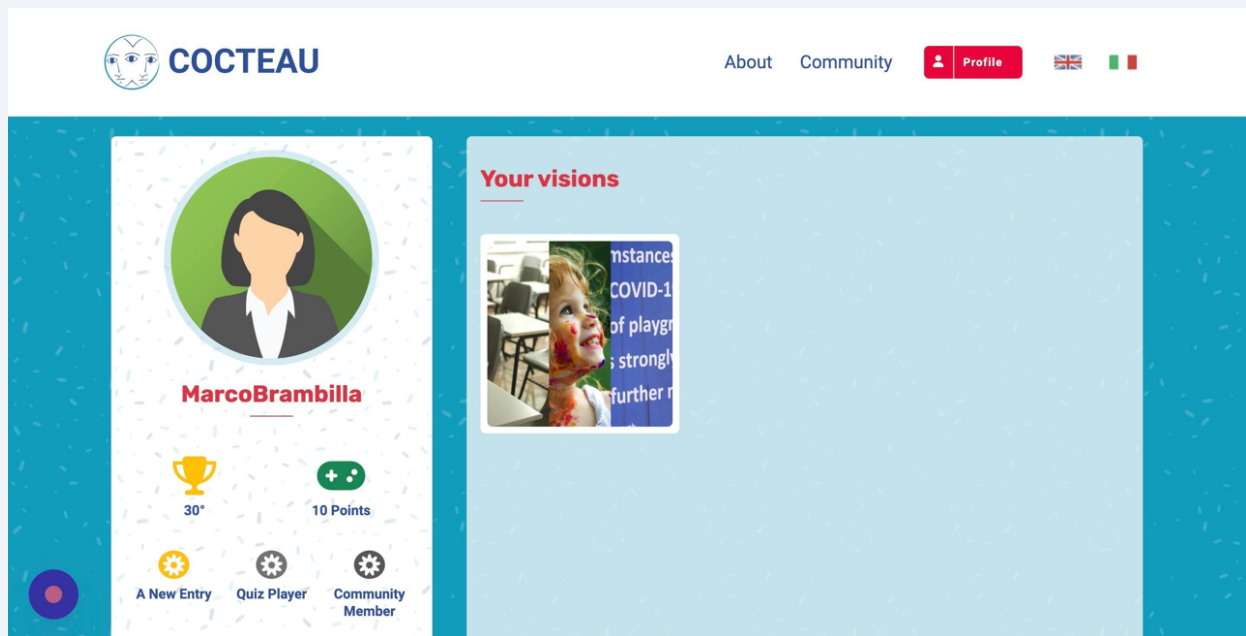 COCTEAU
About Community Profile
Your visions
mstances
COVID-1
of playgr
strongly
further
MarcoBrambilla
30°
10 Points
A New Entry
Quiz Player
Community
Member